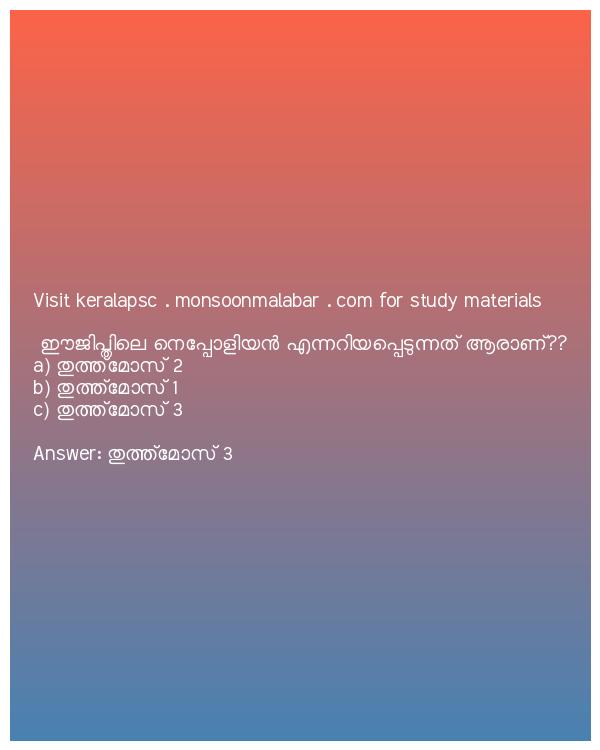 Visit keralapsc . monsoonmalabar . com for study materials
ഈജിപ്തിലെ നെപ്പോളിയൻ എന്നറിയപ്പെടുന്നത് ആരാണ്??
a) തുത്ത്മോസ് 2
b) തുത്ത്മോസ് 1
c) തുത്ത്മോസ് 3
Answer: തുത്ത്മോസ് 3